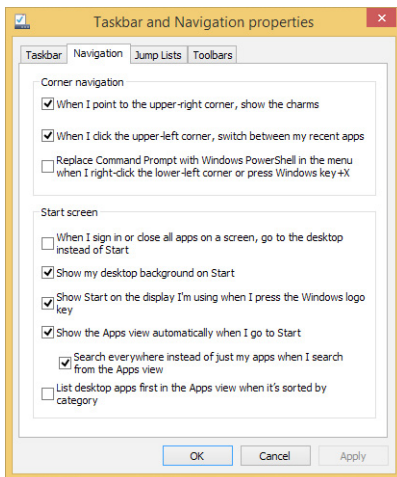 Taskbar and Navigation properties
Taskbar Navigation Jump Lists Toolbars
Corner navigation
When I point to the upper-right corner, show the charms
When I click the upper-left corner, switch between my recent apps
Replace Command Prompt with Windows PowerShell in the menu
when I right-click the lower-left corner or press Windows key+X
Start screen
When I sign in or close all apps on a screen, go to the desktop
instead of Start
Show my desktop background on Start
Show Start on the display I'm using when I press the Windows logo
key
Show the Apps view automatically when I go to Start
Search everywhere instead of just my apps when I search
from the Apps view
List desktop apps first in the Apps view when it's sorted by
category
OK Cancel Apply